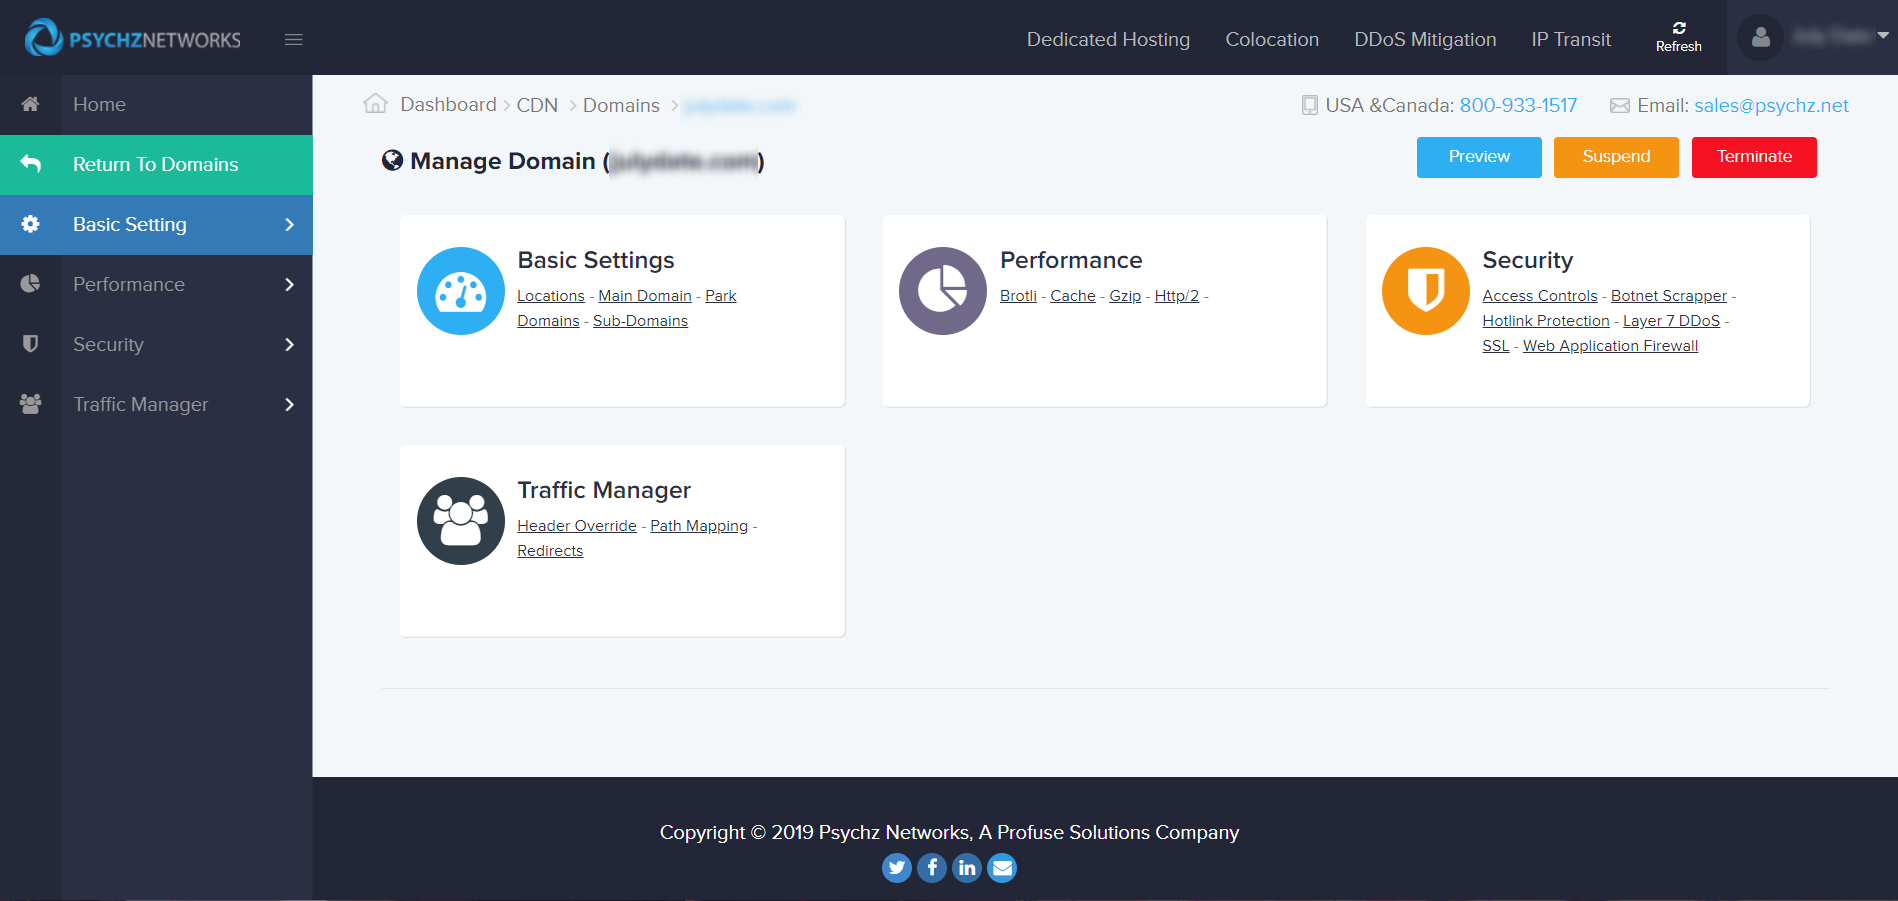 PSYCHZNETWORKS
Dedicated Hosting
Colocation
DDoS Mitigation
IP Transit
Refresh
Home
Return To Domains
Basic Setting
Performance
Security
Traffic Manager
Dashboard > CDN > Domains >
USA &Canada: 800-933-1517
Email: sales@psychz.net
Manage Domain ( )
Preview
Suspend
Terminate
Basic Settings
Locations - Main Domain - Park
Domains - Sub-Domains
Performance
Brotli - Cache - Gzip - Http/2 -
Security
Access Controls - Botnet Scrapper -
Hotlink Protection - Layer 7 DDoS -
SSL - Web Application Firewall
Traffic Manager
Header Override - Path Mapping -
Redirects
Copyright © 2019 Psychz Networks, A Profuse Solutions Company